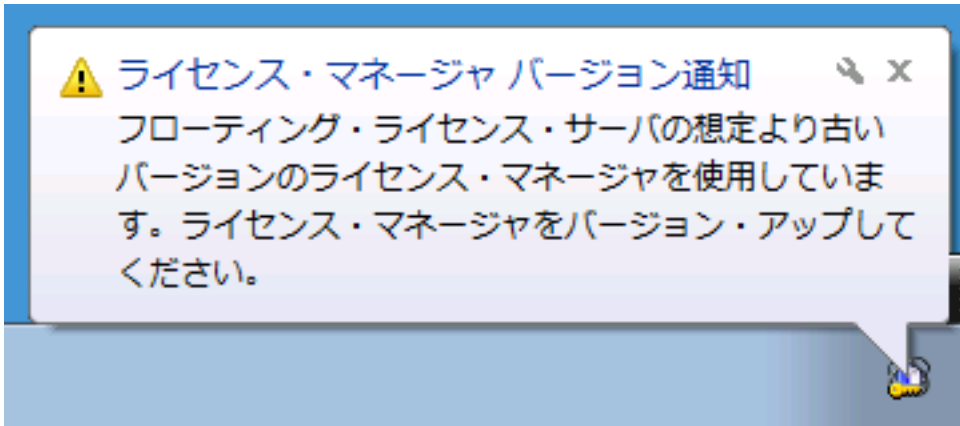 ライセンス・マネージャ バージョン通知
フローティング・ライセンス・サーバの想定より古い
バージョンのライセンス・マネージャを使用していま
す。ライセンス・マネージャをバージョン・アップして
ください。